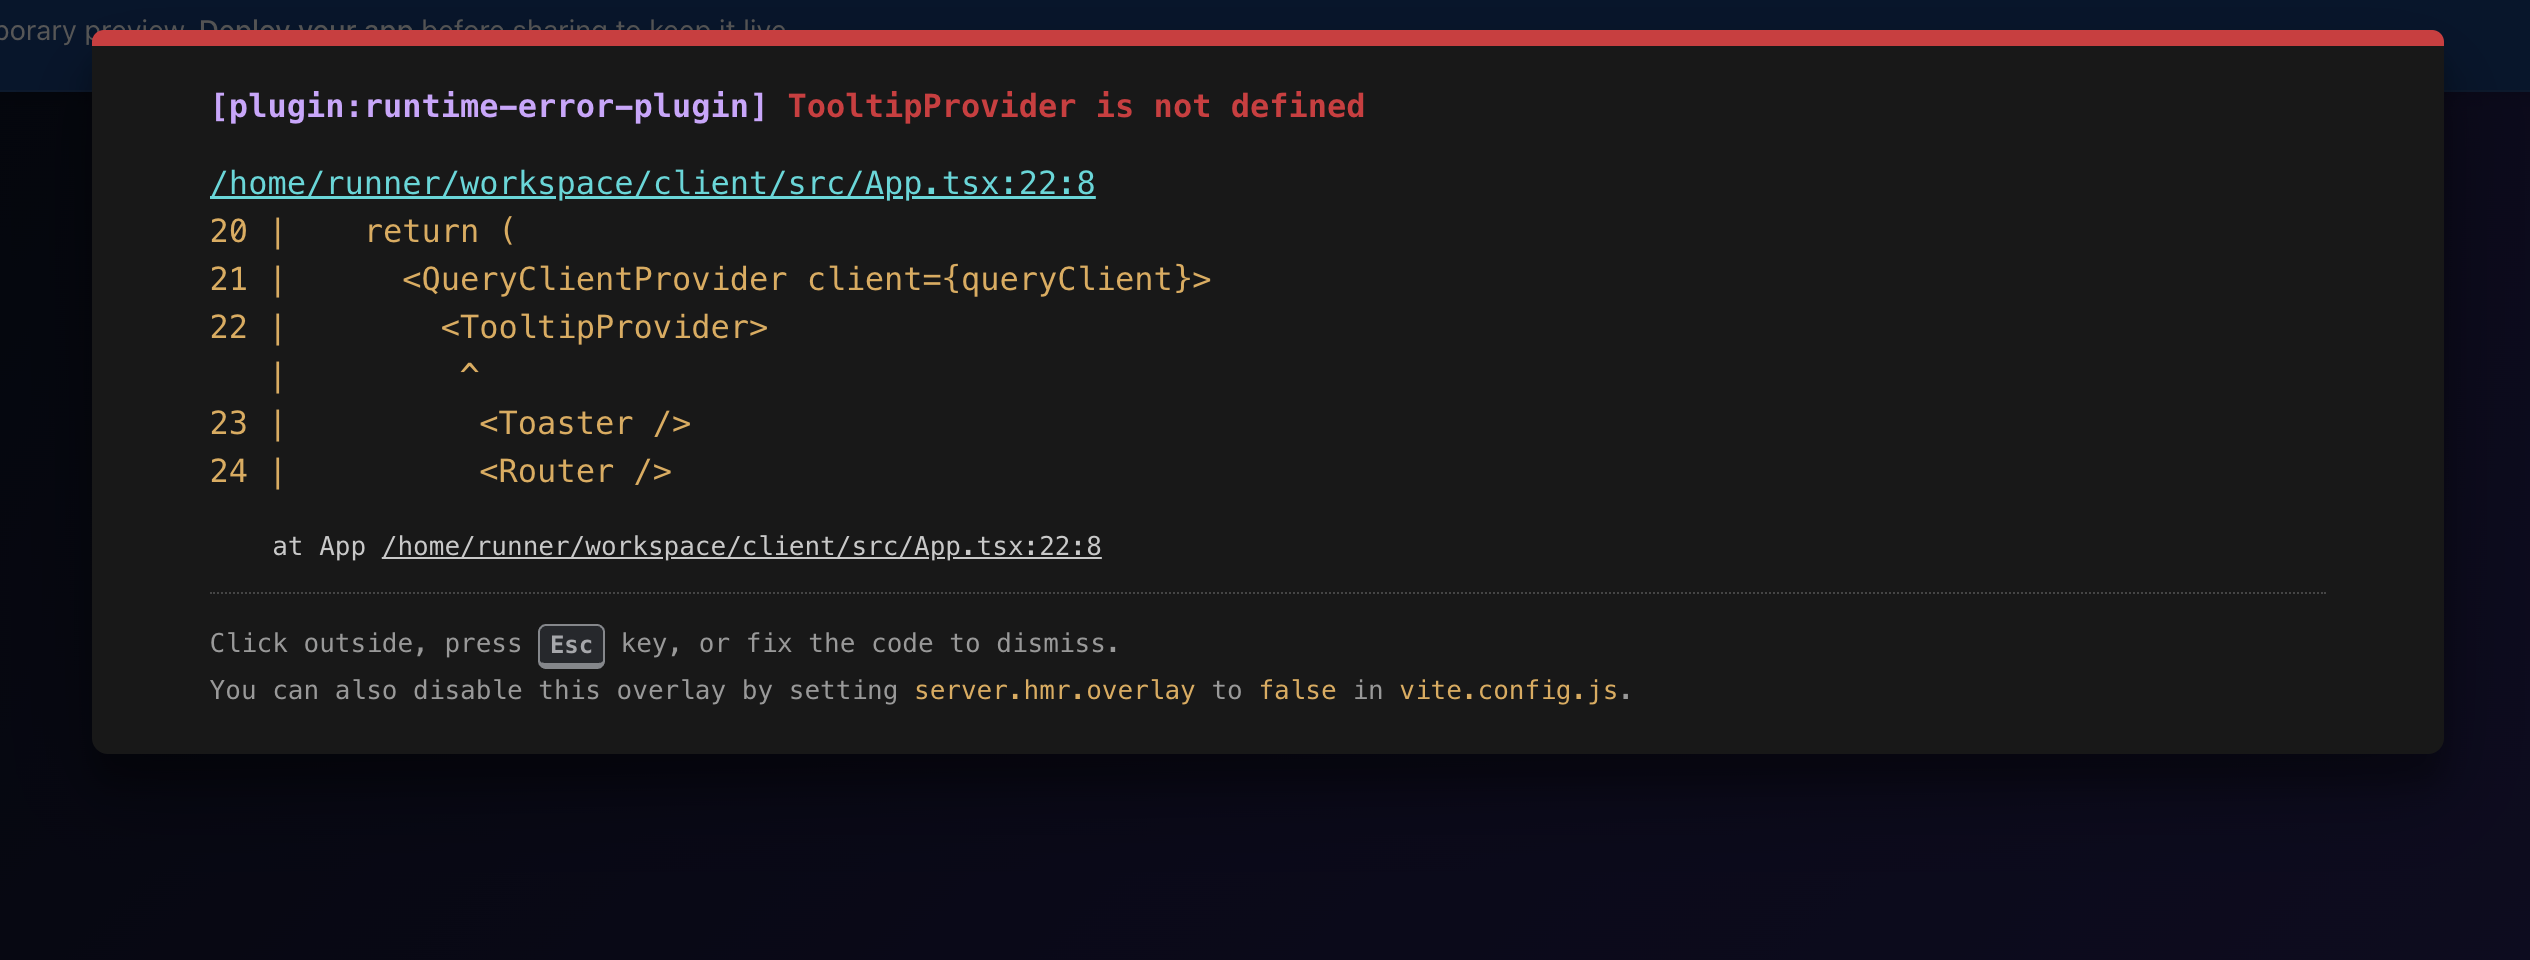 porary preview. Deploy your app before sharing to keep it live
[plugin:runtime-error-plugin] TooltipProvider is not defined
/home/runner/workspace/client/src/App.tsx:22:8
20 |    return (
21 |      <QueryClientProvider client={queryClient}>
22 |        <TooltipProvider>
   |         ^
23 |          <Toaster />
24 |          <Router />
at App /home/runner/workspace/client/src/App.tsx:22:8
Click outside, press Esc key, or fix the code to dismiss.
You can also disable this overlay by setting server.hmr.overlay to false in vite.config.js.